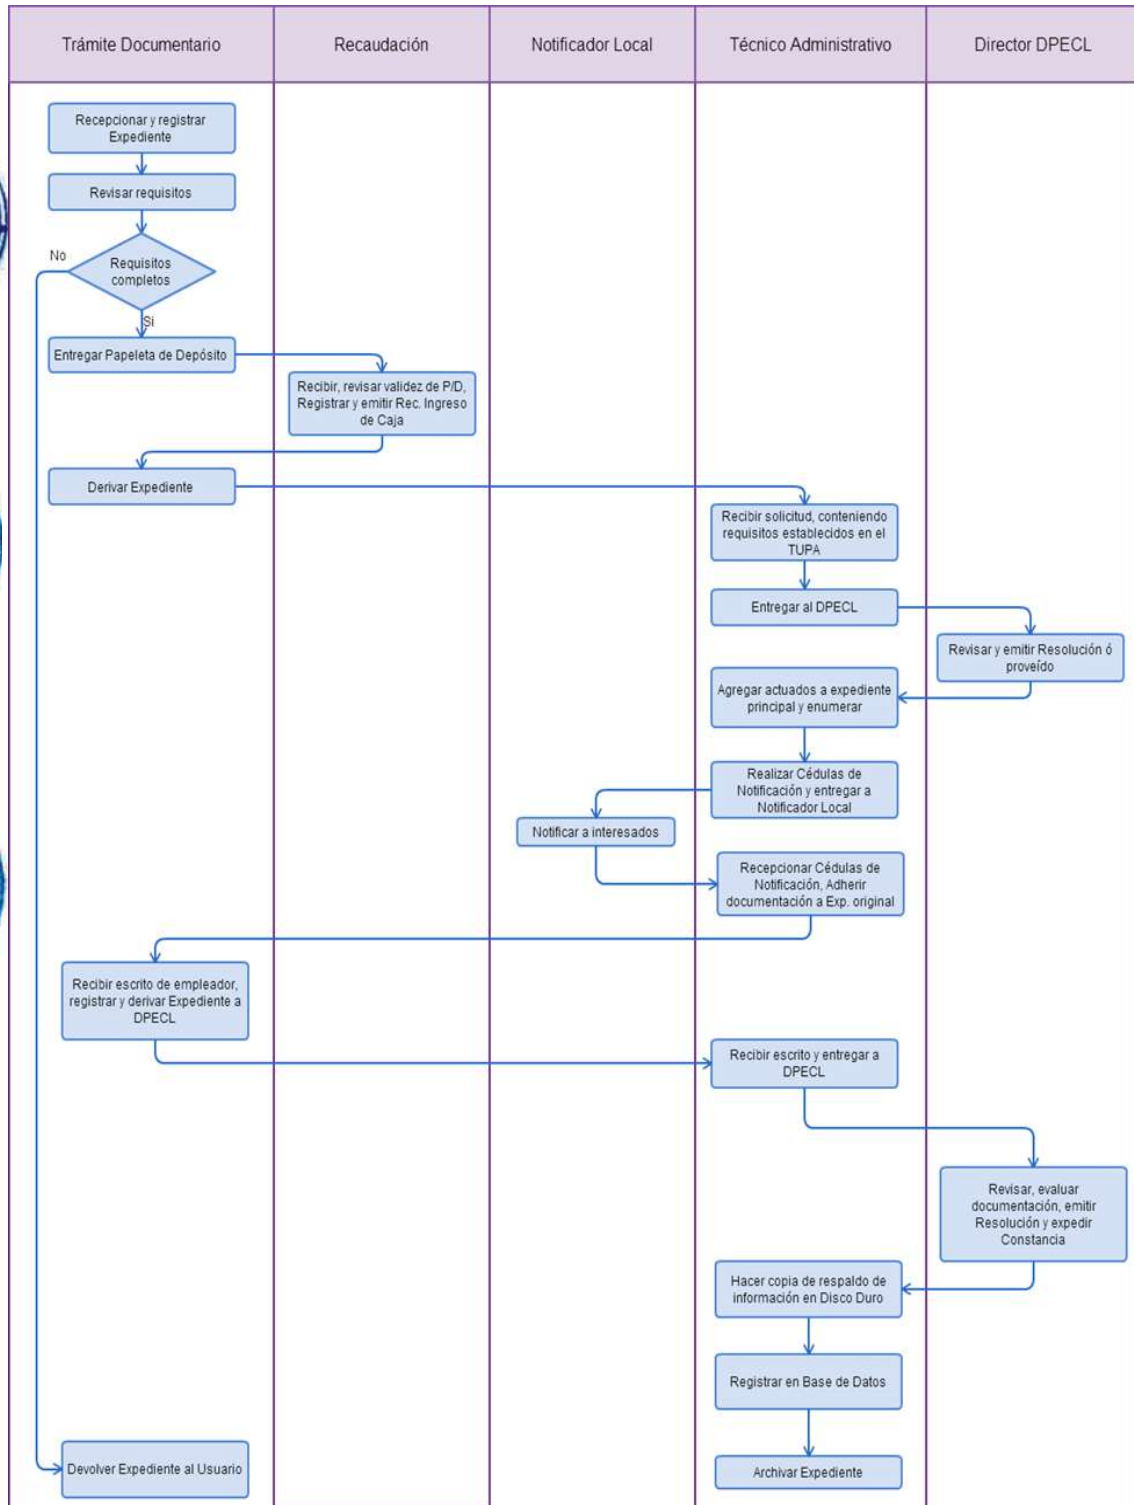 Trámite Documentario
Recaudación
Notificador Local
Técnico Administrativo
Director DPECL
Recepcionar y registrar
Expediente
Revisar requisitos
No
Requisitos
completos
Si
Entregar Papeleta de Depósito
Recibir, revisar validez de P/D,
Registrar y emitir Rec. Ingreso
de Caja
Derivar Expediente
Recibir solicitud, conteniendo
requisitos establecidos en el
TUPA
Entregar al DPECL
Revisar y emitir Resolución ó
proveído
Agregar actuados a expediente
principal y enumerar
Realizar Cédulas de
Notificación y entregar a
Notificador Local
Notificar a interesados
Recepcionar Cédulas de
Notificación, Adherir
documentación a Exp. original
Recibir escrito de empleador,
registrar y derivar Expediente a
DPECL
Recibir escrito y entregar a
DPECL
Revisar, evaluar
documentación, emitir
Resolución y expedir
Constancia
Hacer copia de respaldo de
información en Disco Duro
Registrar en Base de Datos
Devolver Expediente al Usuario
Archivar Expediente